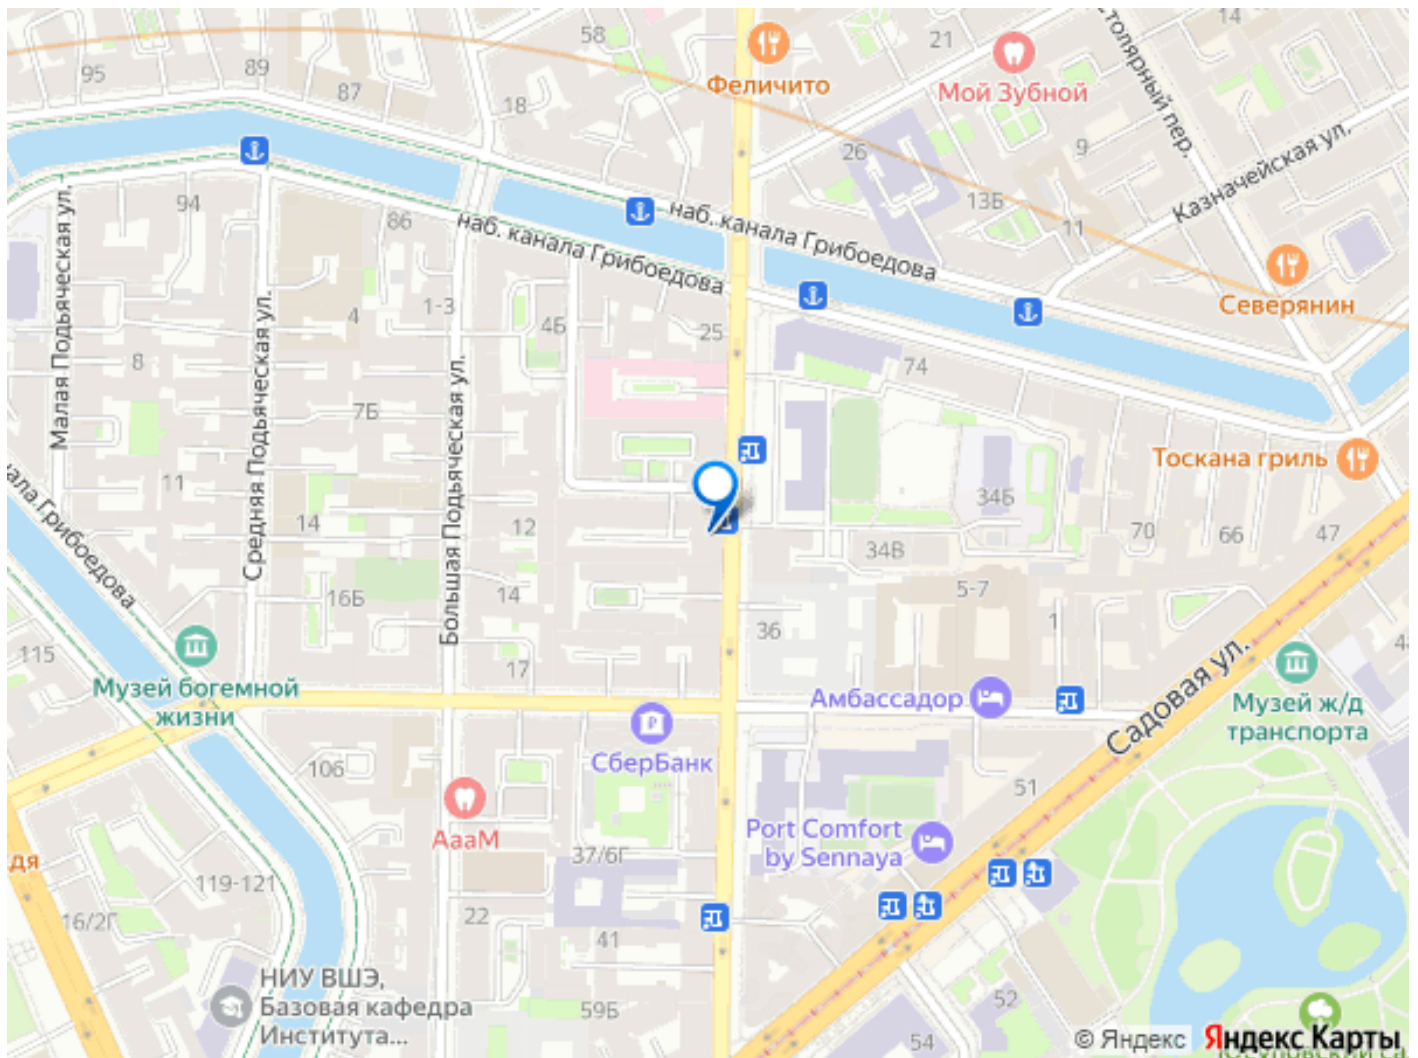 58
14
21
Феличито
Мой Зубной
Столярный пер.
95
89
87
18
26
9
Казначейская ул.
13Б
11
94
86
наб. канала Грибоедова
наб. канала Грибоедова
Северянин
Малая Подьяческая ул.
Средняя Подьяческая ул.
Большая Подьяческая ул.
1-3
4
4Б
25
74
8
7Б
Тоскана гриль
11
14
12
34Б
34В
70
66
47
нала Грибоедова
16Б
14
5-7
1
36
17
115
Музей богемной
жизни
Амбассадор
Садовая ул.
Музей ж/д
транспорта
СберБанк
106
51
АааМ
Port Comfort
by Sennaya
дя
37/6Г
119-121
22
16/2Г
41
НИУ ВШЭ,
Базовая кафедра
Института...
59Б
52
54
© Яндекс
Яндекс Карты